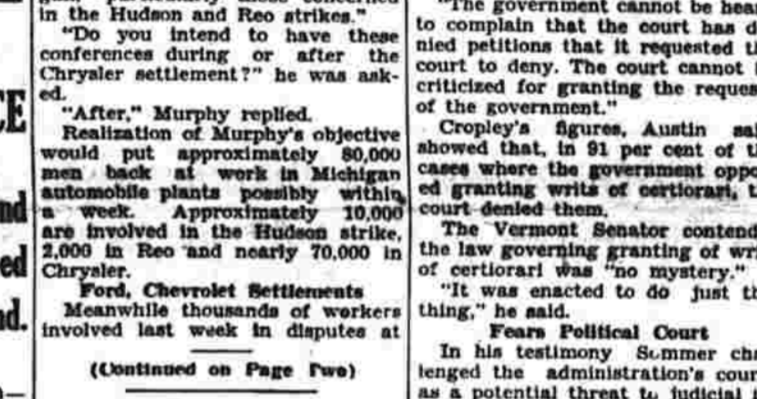 in the Hudson and Reo strikes."
"Do you intend to have these
conferences during or after the
Chrysler settlement?" he was ask-
ed.
"After," Murphy replied.
Realization of Murphy's objective
would put approximately 80,000
men back at work in Michigan
automobile plants possibly within
a week. Approximately 10,000
are involved in the Hudson strike,
2,000 in Reo and nearly 70,000 in
Chrysler.
Ford, Chevrolet Settlements
Meanwhile thousands of workers
involved last week in disputes at
(Continued on Page Two)
"The government cannot be hea
to complain that the court has d
nied petitions that it requested t
court to deny. The court cannot
criticized for granting the reques
of the government."
Cropley's figures, Austin sa
showed that, in 91 per cent of t
cases where the government oppo
ed granting writs of certiorari, t
court denied them.
The Vermont Senator contend
the law governing granting of wr
of certiorari was "no mystery."
"It was enacted to do just th
thing," he said.
Fears Political Court
In his testimony Summer cha
lenged the administration's cour
as a potential threat to judicial